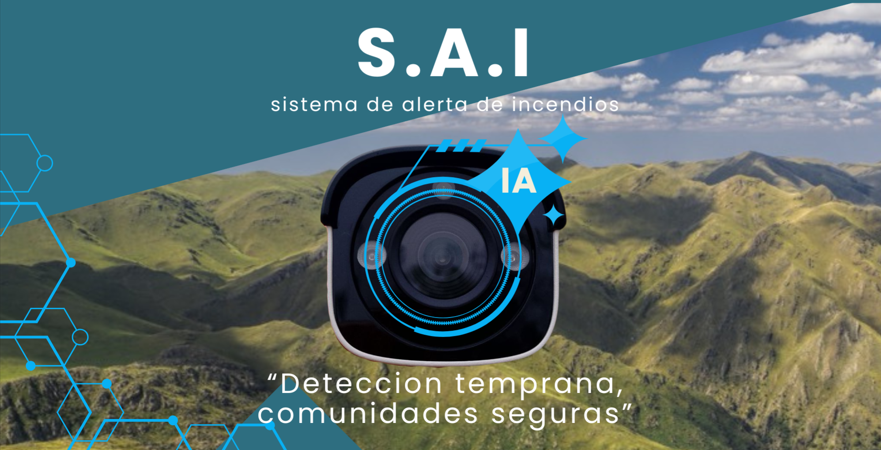 S.A.I
sistema de alerta de incendios
IA
“Deteccion temprana,
comunidades seguras”